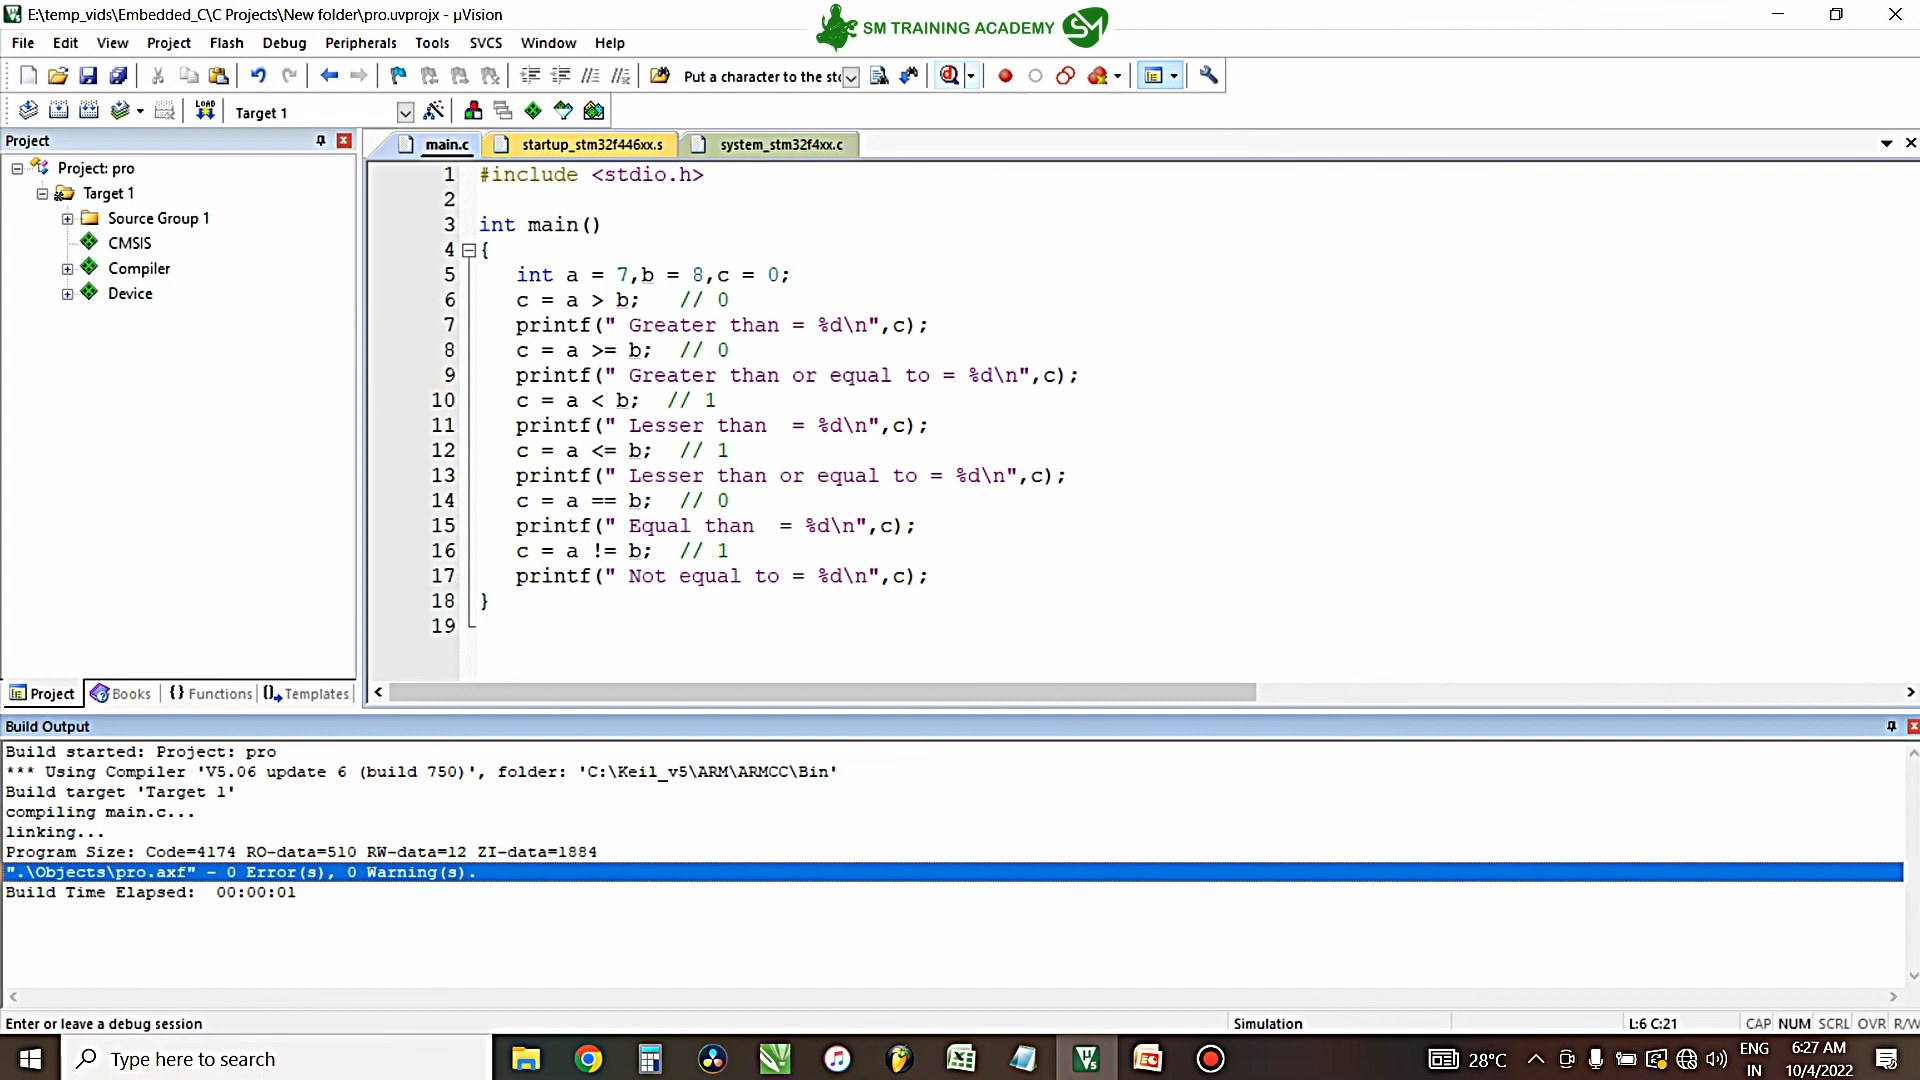 E:\temp_vids\Embedded_C\C Projects\New folder\pro.uvprojx - µVision
SM TRAINING ACADEMY SM
File Edit View Project Flash Debug Peripherals Tools SVCS Window Help
Put a character to the st
LOAD Target 1
Project
Project: pro
Target 1
Source Group 1
CMSIS
Compiler
Device
Project Books {} Functions Templates
main.c startup_stm32f446xx.s system_stm32f4xx.c
1 #include <stdio.h>
2
3 int main()
4 {
5 int a = 7,b = 8,c = 0;
6 c = a > b; // 0
7 printf(" Greater than = %d\n",c);
8 c = a >= b; // 0
9 printf(" Greater than or equal to = %d\n",c);
10 c = a < b; // 1
11 printf(" Lesser than  = %d\n",c);
12 c = a <= b; // 1
13 printf(" Lesser than or equal to = %d\n",c);
14 c = a == b; // 0
15 printf(" Equal than  = %d\n",c);
16 c = a != b; // 1
17 printf(" Not equal to = %d\n",c);
18 }
19
Build Output
Build started: Project: pro
*** Using Compiler 'V5.06 update 6 (build 750)', folder: 'C:\Keil_v5\ARM\ARMCC\Bin'
Build target 'Target 1'
compiling main.c...
linking...
Program Size: Code=4174 RO-data=510 RW-data=12 ZI-data=1884
".\Objects\pro.axf" - 0 Error(s), 0 Warning(s).
Build Time Elapsed:  00:00:01
Enter or leave a debug session Simulation L:6 C:21 CAP NUM SCRL OVR R/W
Type here to search 28°C ENG 6:27 AM
IN 10/4/2022